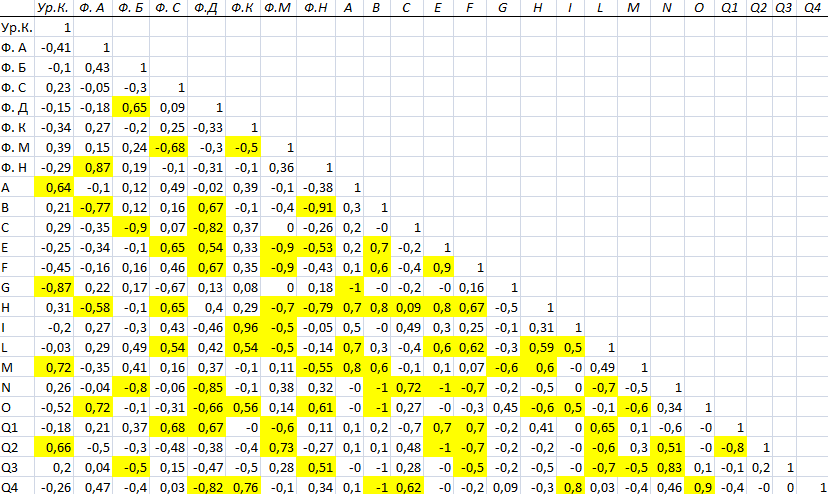 Ур.К. Ф. А Ф. Б Ф. С Ф.Д Ф.К Ф.М Ф.Н A B C E F G H I L M N O Q1 Q2 Q3 Q4
Ур.К. 1
Ф. А -0,41 1
Ф. Б -0,1 0,43 1
Ф. С 0,23 -0,05 -0,3 1
Ф. Д -0,15 -0,18 0,65 0,09 1
Ф. К -0,34 0,27 -0,2 0,25 -0,33 1
Ф. М 0,39 0,15 0,24 -0,68 -0,3 -0,5 1
Ф. Н -0,29 0,87 0,19 -0,1 -0,31 -0,1 0,36 1
A 0,64 -0,1 0,12 0,49 -0,02 0,39 -0,1 -0,38 1
B 0,21 -0,77 0,12 0,16 0,67 -0,1 -0,4 -0,91 0,3 1
C 0,29 -0,35 -0,9 0,07 -0,82 0,37 0 -0,26 0,2 -0 1
E -0,25 -0,34 -0,1 0,65 0,54 0,33 -0,9 -0,53 0,2 0,7 -0,2 1
F -0,45 -0,16 0,16 0,46 0,67 0,35 -0,9 -0,43 0,1 0,6 -0,4 0,9 1
G -0,87 0,22 0,17 -0,67 0,13 0,08 0 0,18 -1 -0 -0,2 -0 0,16 1
H 0,31 -0,58 -0,1 0,65 0,4 0,29 -0,7 -0,79 0,7 0,8 0,09 0,8 0,67 -0,5 1
I -0,2 0,27 -0,3 0,43 -0,46 0,96 -0,5 -0,05 0,5 -0 0,49 0,3 0,25 -0,1 0,31 1
L -0,03 0,29 0,49 0,54 0,42 0,54 -0,5 -0,14 0,7 0,3 -0,4 0,6 0,62 -0,3 0,59 0,5 1
M 0,72 -0,35 0,41 0,16 0,37 -0,1 0,11 -0,55 0,8 0,6 -0,1 0,1 0,07 -0,6 0,6 -0 0,49 1
N 0,26 -0,04 -0,8 -0,06 -0,85 -0,1 0,38 0,33 -0 -1 0,72 -1 -0,7 -0,2 -0,5 0 -0,7 -0,5 1
O -0,52 0,72 -0,1 -0,31 -0,66 0,56 0,14 0,61 -0 -1 0,27 -0 -0,3 0,45 -0,6 0,5 -0,1 -0,6 0,34 1
Q1 -0,18 0,21 0,37 0,68 0,67 -0 -0,6 0,11 0,1 0,2 -0,7 0,7 0,7 -0,2 0,41 0 0,65 0,1 -0,6 -0 1
Q2 0,66 -0,5 -0,3 -0,48 -0,38 -0,4 0,73 -0,27 0,1 0,1 0,48 -1 -0,7 -0,2 -0,2 -0 -0,6 0,3 0,51 -0 -0,8 1
Q3 0,2 0,04 -0,5 0,15 -0,47 -0,5 0,28 0,51 -0 -1 0,28 -0 -0,5 -0,2 -0,5 -0 -0,7 -0,5 0,83 0,1 -0,1 0,2 1
Q4 -0,26 0,47 -0,4 0,03 -0,82 0,76 -0,1 0,34 0,1 -1 0,62 -0 -0,2 0,09 -0,3 0,8 0,03 -0,4 0,46 0,9 -0,4 -0 0 1